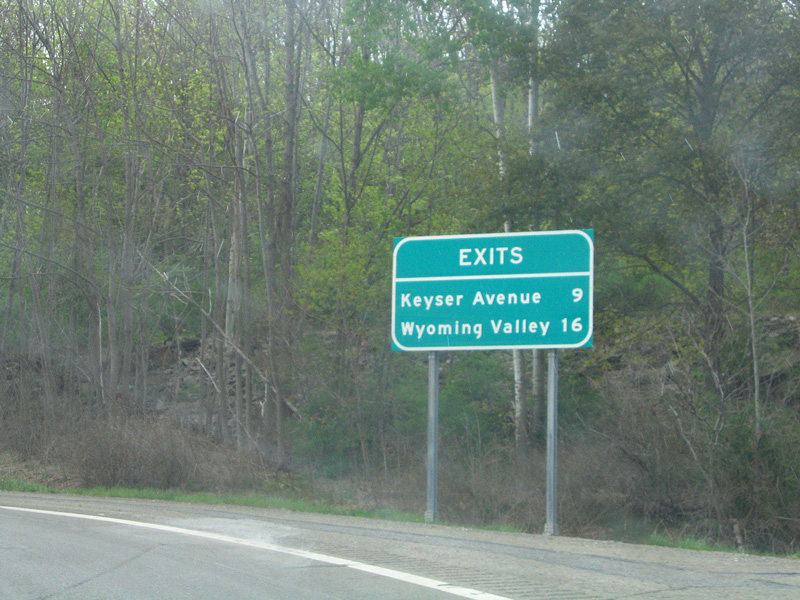 EXITS
Keyser Avenue 9
Wyoming Valley 16